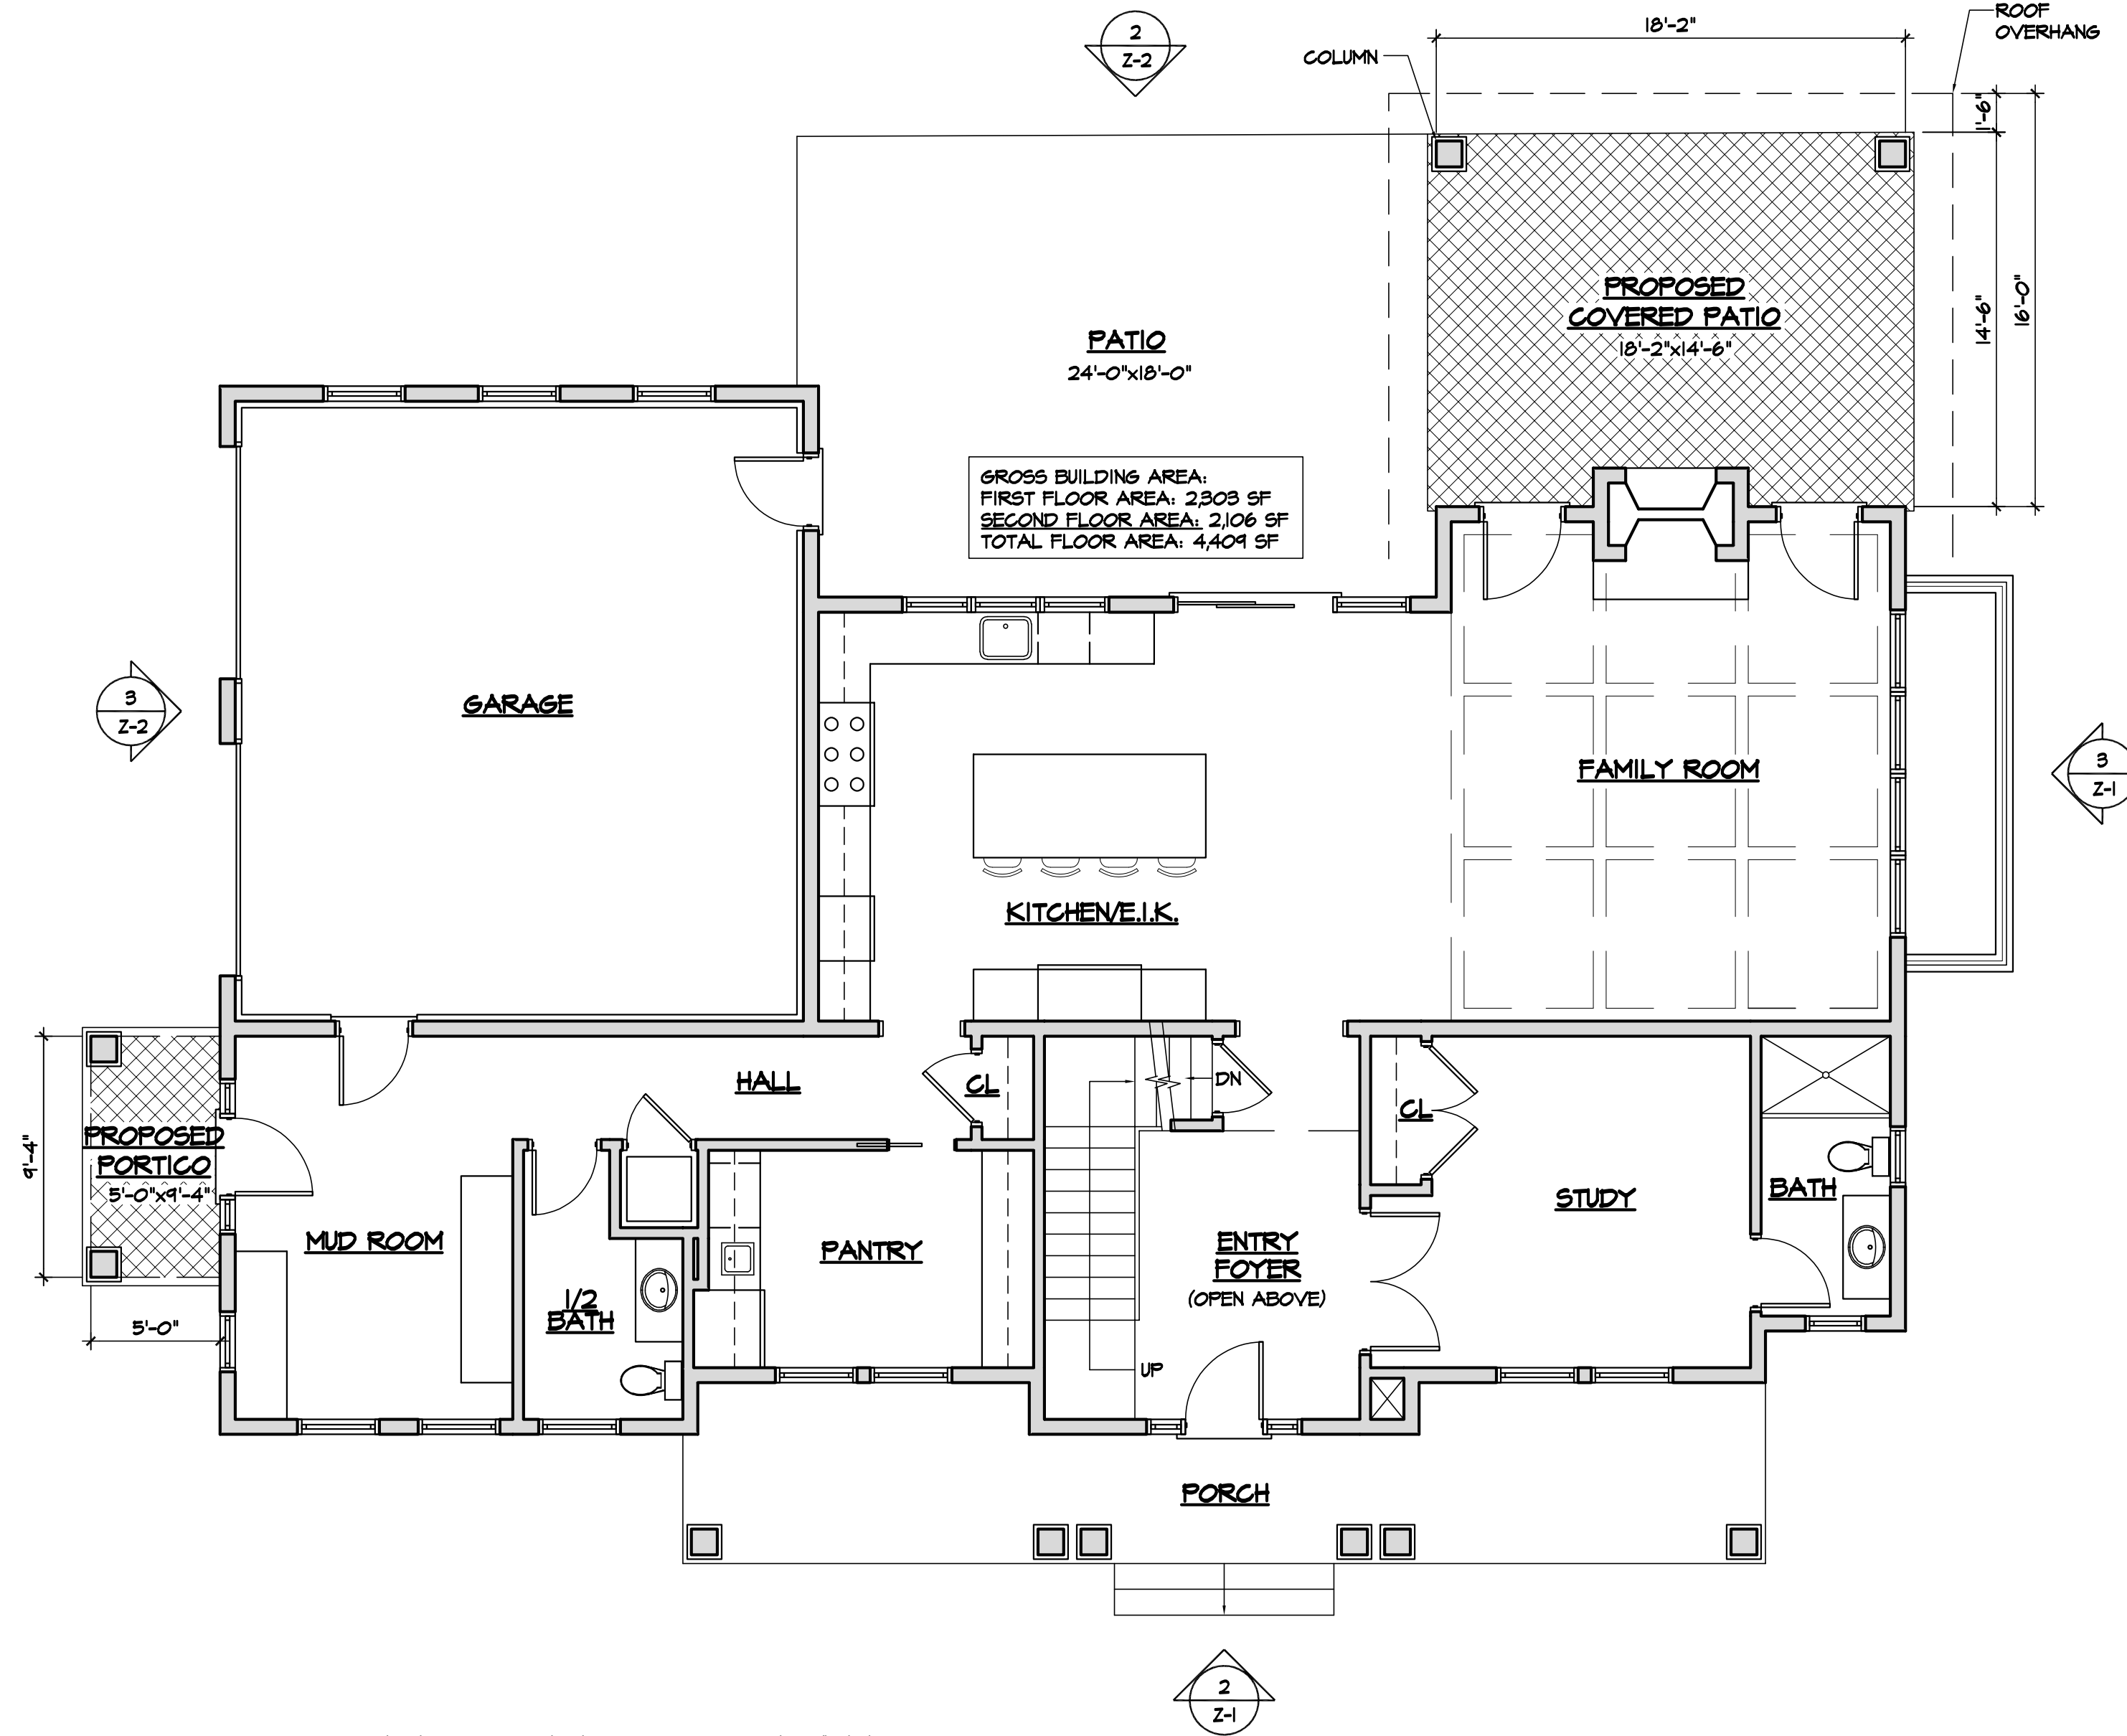 2
Z-2
COLUMN
18'-2"
ROOF
OVERHANG
1'-6"
14'-6"
16'-0"
PROPOSED
COVERED PATIO
18'-2"x14'-6"
PATIO
24'-0"x18'-0"
GROSS BUILDING AREA:
FIRST FLOOR AREA: 2,303 SF
SECOND FLOOR AREA: 2,106 SF
TOTAL FLOOR AREA: 4,409 SF
3
Z-2
GARAGE
FAMILY ROOM
3
Z-1
KITCHEN/E.I.K.
HALL
CL
DN
CL
9'-4"
PROPOSED
PORTICO
5'-0"x9'-4"
MUD ROOM
PANTRY
ENTRY
FOYER
(OPEN ABOVE)
STUDY
BATH
1/2
BATH
5'-0"
UP
PORCH
2
Z-1